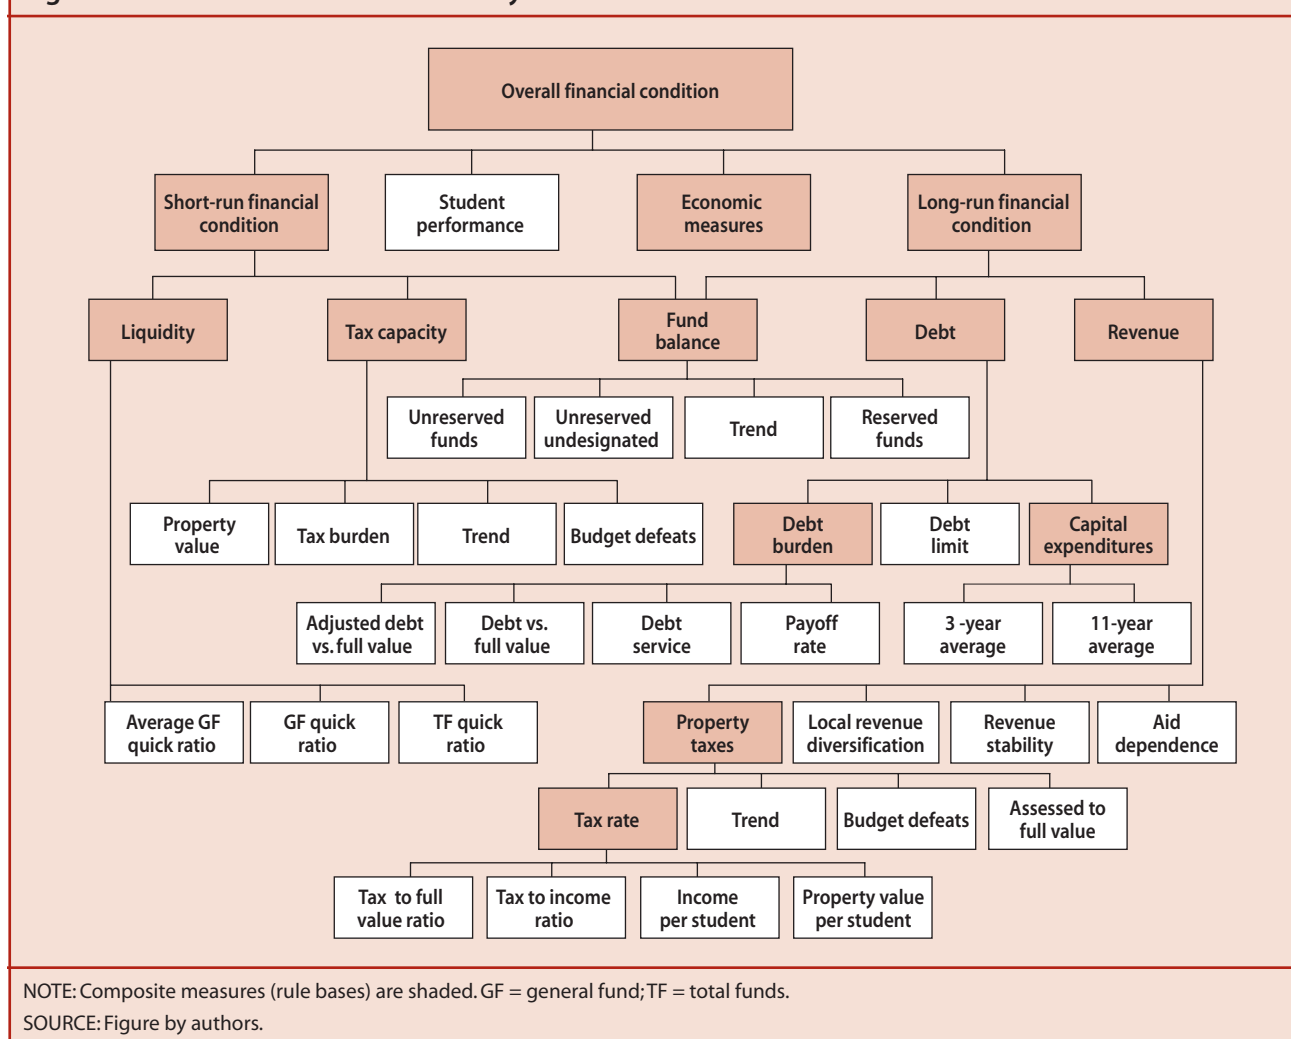 Overall financial condition
Short-run financial
condition
Student
performance
Economic
measures
Long-run financial
condition
Liquidity
Tax capacity
Fund
balance
Debt
Revenue
Unreserved
funds
Unreserved
undesignated
Trend
Reserved
funds
Property
value
Tax burden
Trend
Budget defeats
Debt
burden
Debt
limit
Capital
expenditures
Adjusted debt
vs. full value
Debt vs.
full value
Debt
service
Payoff
rate
3 -year
average
11-year
average
Average GF
quick ratio
GF quick
ratio
TF quick
ratio
Property
taxes
Local revenue
diversification
Revenue
stability
Aid
dependence
Tax rate
Trend
Budget defeats
Assessed to
full value
Tax to full
value ratio
Tax to income
ratio
Income
per student
Property value
per student
NOTE: Composite measures (rule bases) are shaded. GF = general fund; TF = total funds.
SOURCE: Figure by authors.